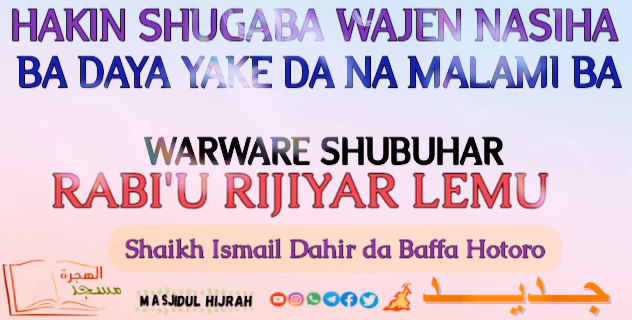 HAKIN SHUGABA WAJEN NASIHA
BA DAYA YAKE DA NA MALAMI BA
WARWARE SHUBUHAR
RABI'U RIJIYAR LEMU
Shaikh Ismail Dahir da Baffa Hotoro
الهجرة
مسجد
MASJIDUL HIJRAH
جـديـد